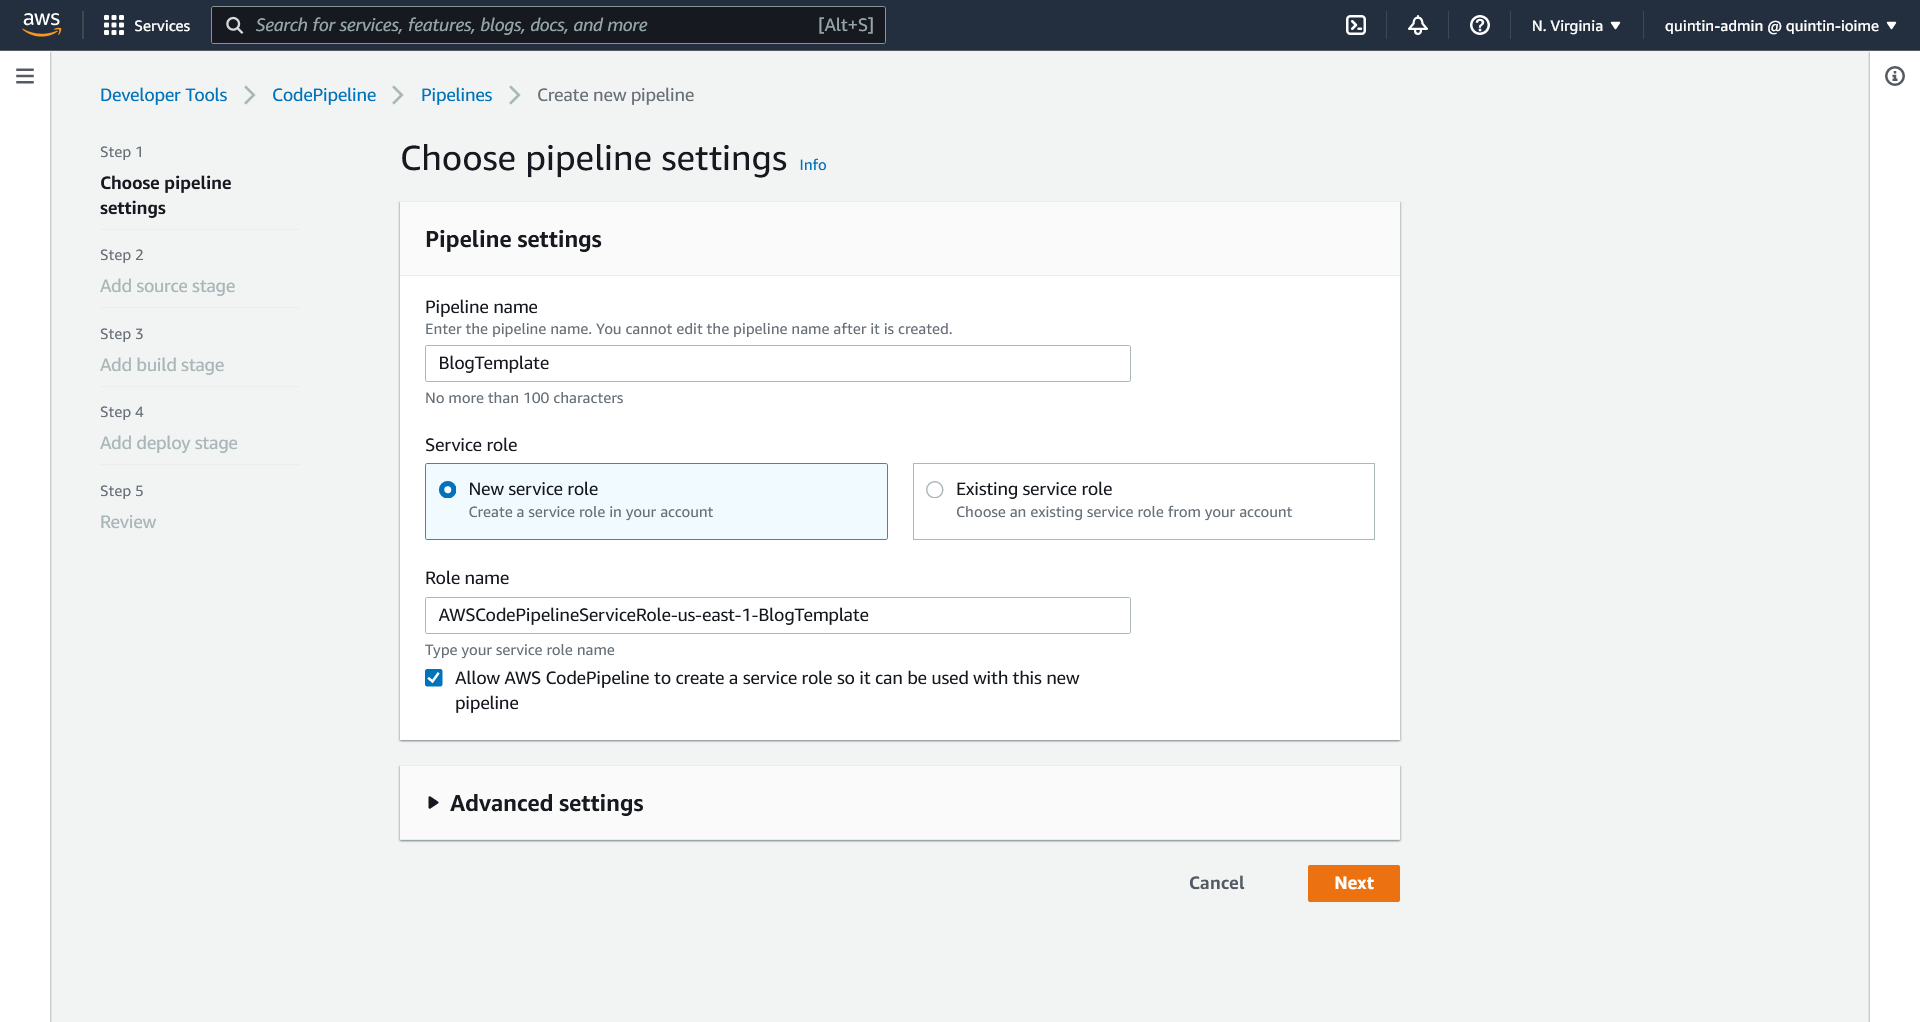 aws
Services
Search for services, features, blogs, docs, and more
[Alt+S]
N. Virginia
quintin-admin @ quintin-ioime
Developer Tools
CodePipeline
Pipelines
Create new pipeline
Step 1
Choose pipeline
settings
Step 2
Add source stage
Step 3
Add build stage
Step 4
Add deploy stage
Step 5
Review
Choose pipeline settings
Info
Pipeline settings
Pipeline name
Enter the pipeline name. You cannot edit the pipeline name after it is created.
BlogTemplate
No more than 100 characters
Service role
New service role
Create a service role in your account
Existing service role
Choose an existing service role from your account
Role name
AWSCodePipelineServiceRole-us-east-1-BlogTemplate
Type your service role name
Allow AWS CodePipeline to create a service role so it can be used with this new
pipeline
Advanced settings
Cancel
Next